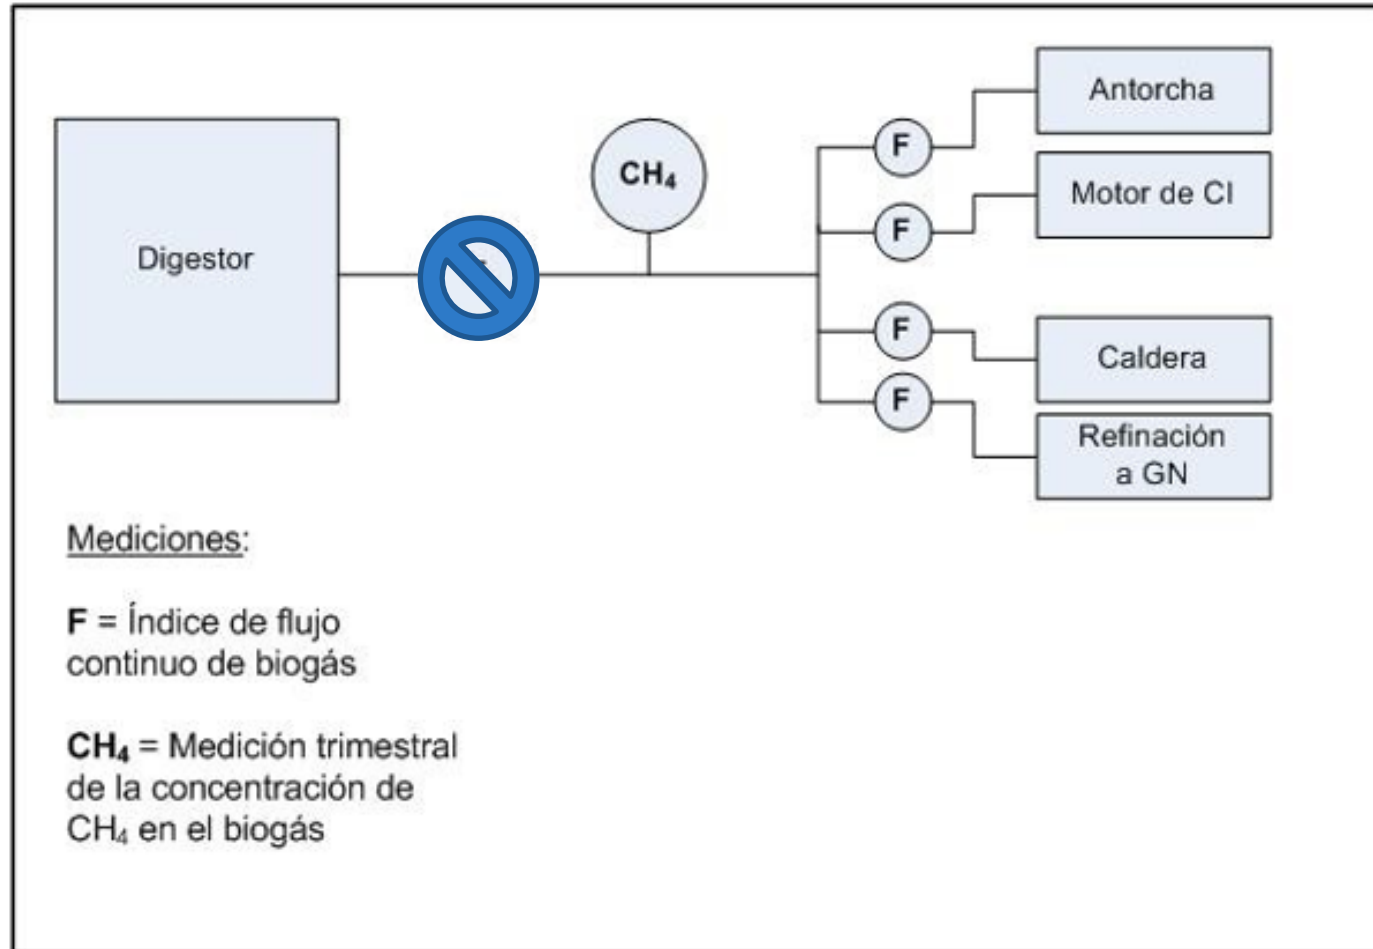 Antorcha
Motor de CI
Digestor
CH₄
F
F
F
F
Caldera
Refinación
a GN
Mediciones:
F = Índice de flujo
continuo de biogás
CH₄ = Medición trimestral
de la concentración de
CH₄ en el biogás